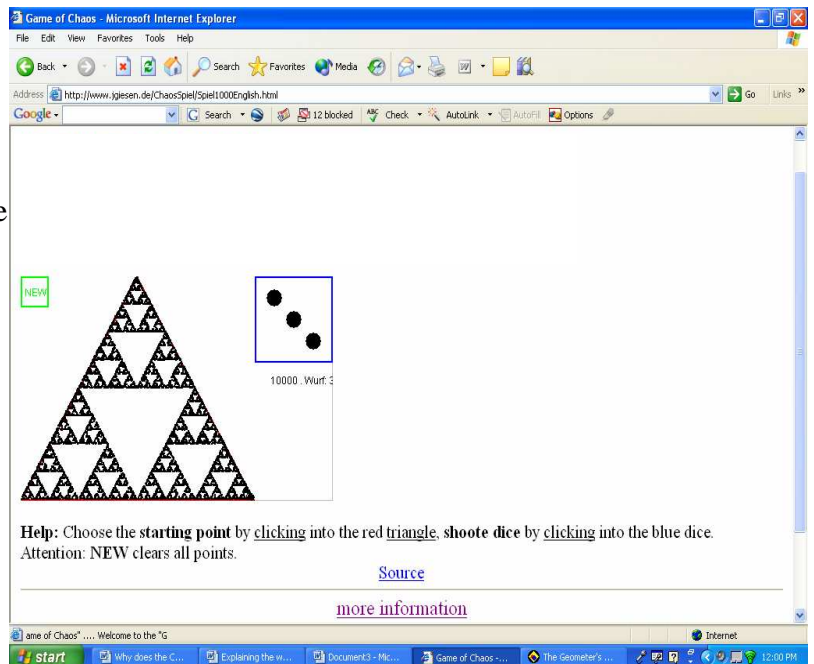 Game of Chaos - Microsoft Internet Explorer
File Edit View Favorites Tools Help
Back Search Favorites Media
Address http://www.jgiesen.de/ChaosSpiel/Spiel1000English.html Go Links »
Google - Search 12 blocked ABC Check AutoLink AutoFill Options
e
NEW
10000 . Wurf: 3
Help: Choose the starting point by clicking into the red triangle, shoote dice by clicking into the blue dice.
Attention: NEW clears all points.
Source
more information
ame of Chaos" .... Welcome to the "G Internet
start Why does the C... Explaining the w... Document3 - Mic... Game of Chaos -... The Geometer's ... 12:00 PM